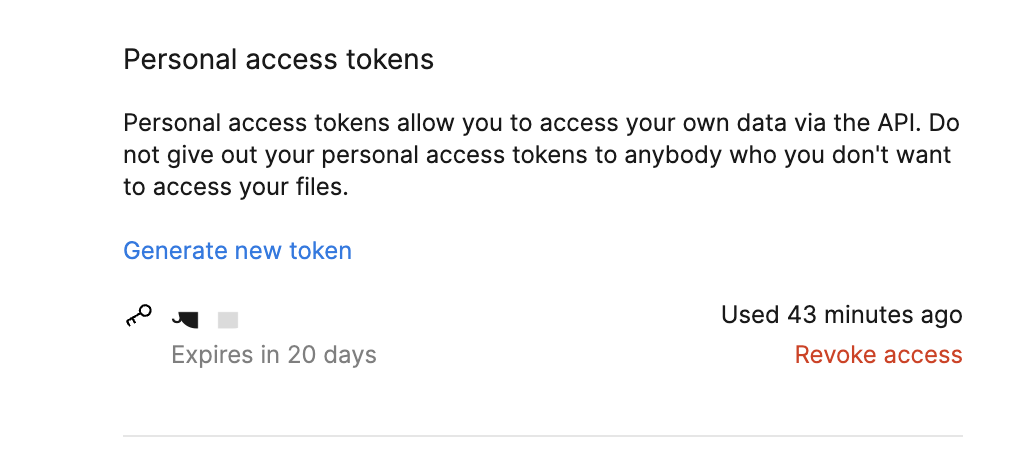 Personal access tokens
Personal access tokens allow you to access your own data via the API. Do
not give out your personal access tokens to anybody who you don't want
to access your files.
Generate new token
Used 43 minutes ago
Expires in 20 days
Revoke access